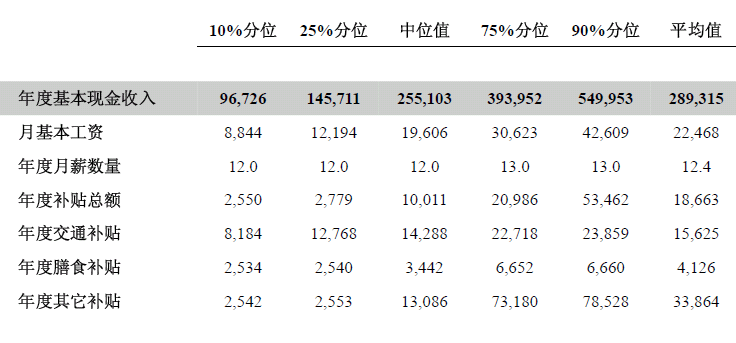 10%分位 25%分位 中位值 75%分位 90%分位 平均值
年度基本现金收入 96,726 145,711 255,103 393,952 549,953 289,315
月基本工资 8,844 12,194 19,606 30,623 42,609 22,468
年度月薪数量 12.0 12.0 12.0 13.0 13.0 12.4
年度补贴总额 2,550 2,779 10,011 20,986 53,462 18,663
年度交通补贴 8,184 12,768 14,288 22,718 23,859 15,625
年度膳食补贴 2,534 2,540 3,442 6,652 6,660 4,126
年度其它补贴 2,542 2,553 13,086 73,180 78,528 33,864